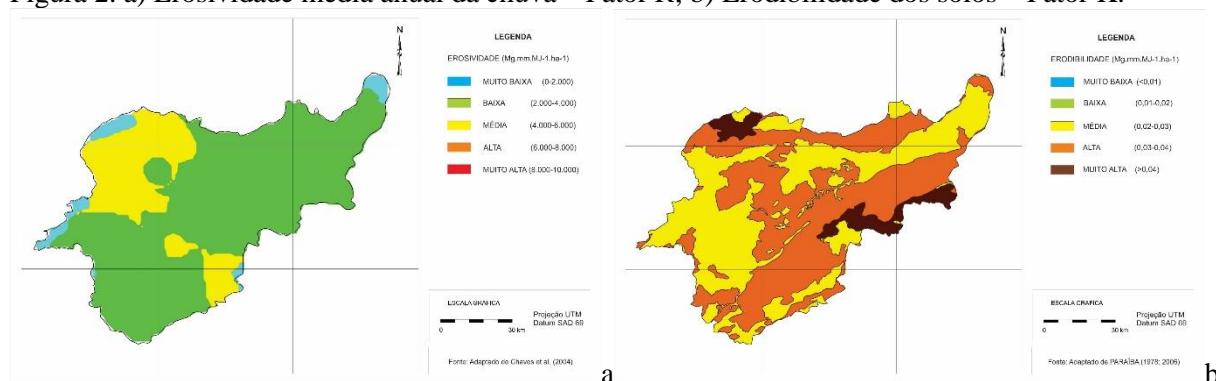 Figura 2: a) Erosividade média anual da chuva – Fator R; b) Erodibilidade dos solos – Fator K.
N
LEGENDA
EROSIVIDADE (Mg.mm.MJ-1.ha-1)
MUITO BAIXA (0-2.000)
BAIXA (2.000-4.000)
MÉDIA (4.000-6.000)
ALTA (6.000-8.000)
MUITO ALTA (8.000-10.000)
ESCALA GRAFICA
0 30 km
Projeção UTM
Datum SAD 69
Fonte: Adaptado de Chaves et al. (2004)
a
N
LEGENDA
ERODIBILIDADE (Mg.mm.MJ-1.ha-1)
MUITO BAIXA (<0,01)
BAIXA (0,01-0,02)
MÉDIA (0,02-0,03)
ALTA (0,03-0,04)
MUITO ALTA (>0,04)
ESCALA GRAFICA
0 30 km
Projeção UTM
Datum SAD 69
Fonte: Adaptado de PARAÍBA (1978; 2006)
b